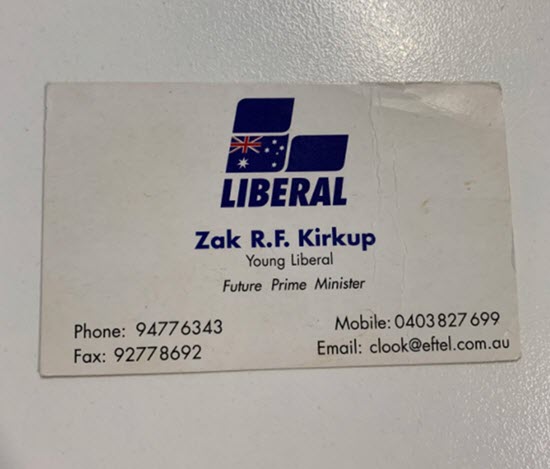 LIBERAL
Zak R.F. Kirkup
Young Liberal
Future Prime Minister
Phone: 94776343
Fax: 92778692
Mobile: 0403827699
Email: clook@eftel.com.au